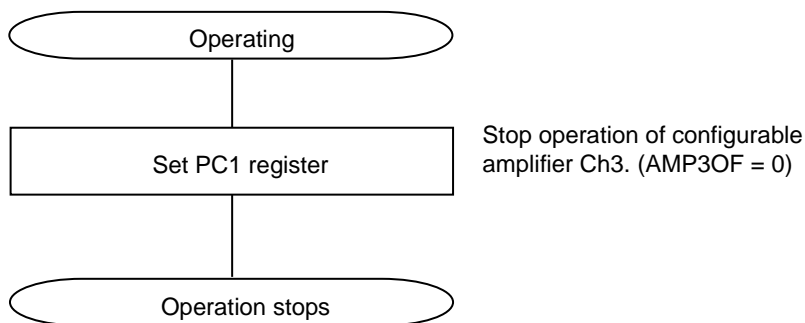 Operating
Set PC1 register
Stop operation of configurable
amplifier Ch3. (AMP3OF = 0)
Operation stops